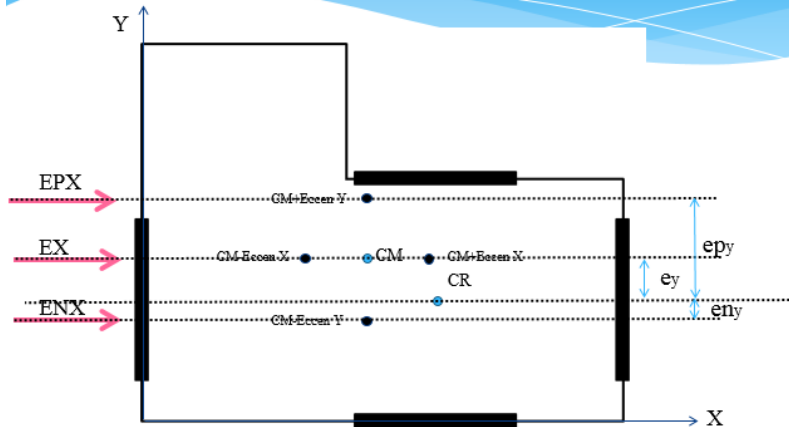 Y
EPX
CM+Eccen Y
epy
EX
CM-Eccen X
CM
CM+Eccen X
ey
CR
ENX
CM-Eccen Y
eny
X